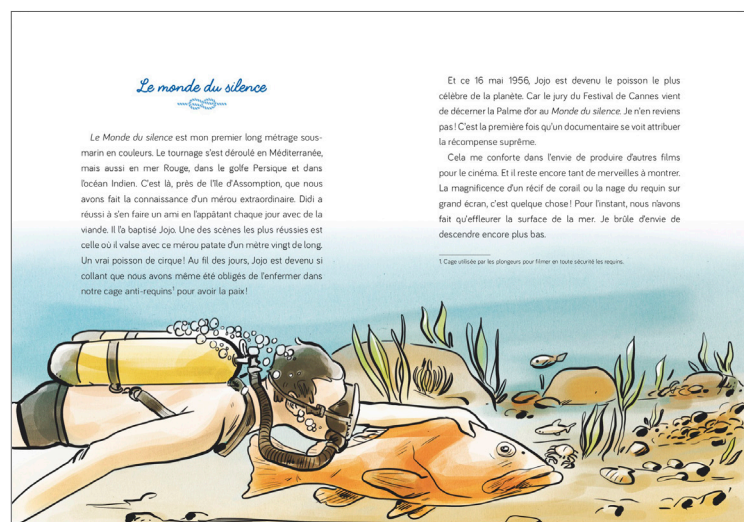 Le monde du silence
Le Monde du silence est mon premier long métrage sous-
marin en couleurs. Le tournage s'est déroulé en Méditerranée,
mais aussi en mer Rouge, dans le golfe Persique et dans
l'océan Indien. C'est là, près de l'île d'Assomption, que nous
avons fait la connaissance d'un mérou extraordinaire. Didi a
réussi à s'en faire un ami en l'appâtant chaque jour avec de la
viande. Il l'a baptisé Jojo. Une des scènes les plus réussies est
celle où il valse avec ce mérou patate d'un mètre vingt de long.
Un vrai poisson de cirque ! Au fil des jours, Jojo est devenu si
collant que nous avons même été obligés de l'enfermer dans
notre cage anti-requins¹ pour avoir la paix !
Et ce 16 mai 1956, Jojo est devenu le poisson le plus
célèbre de la planète. Car le jury du Festival de Cannes vient
de décerner la Palme d'or au Monde du silence. Je n'en reviens
pas ! C'est la première fois qu'un documentaire se voit attribuer
la récompense suprême.
Cela me conforte dans l'envie de produire d'autres films
pour le cinéma. Et il reste encore tant de merveilles à montrer.
La magnificence d'un récif de corail ou la nage du requin sur
grand écran, c'est quelque chose ! Pour l'instant, nous n'avons
fait qu'effleurer la surface de la mer. Je brûle d'envie de
descendre encore plus bas.
1. Cage utilisée par les plongeurs pour filmer en toute sécurité les requins.